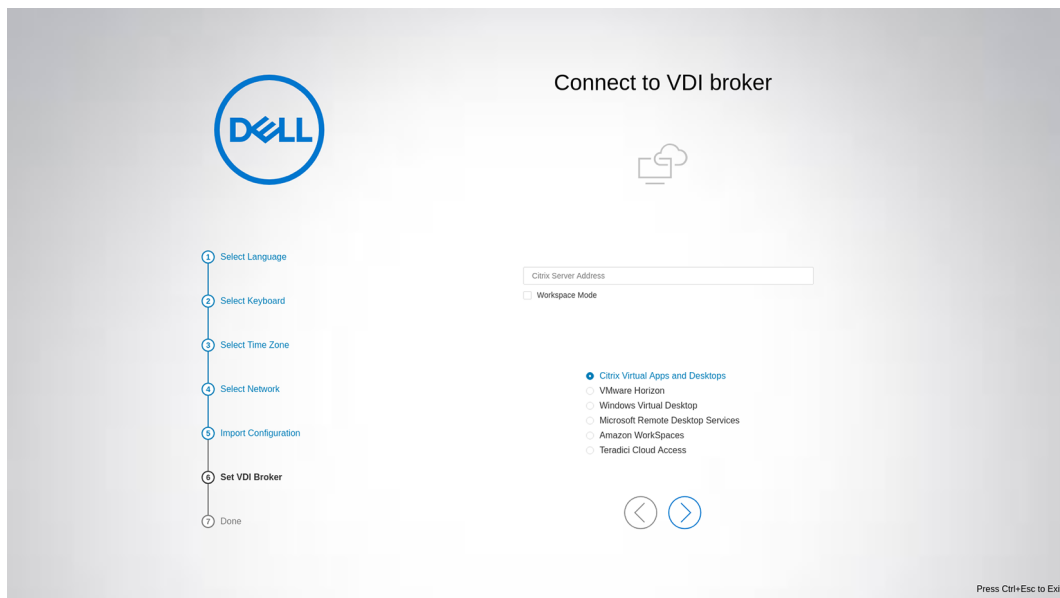 DELL
1 Select Language
2 Select Keyboard
3 Select Time Zone
4 Select Network
5 Import Configuration
6 Set VDI Broker
7 Done
Connect to VDI broker
Citrix Server Address
Workspace Mode
Citrix Virtual Apps and Desktops
VMware Horizon
Windows Virtual Desktop
Microsoft Remote Desktop Services
Amazon WorkSpaces
Teradici Cloud Access
Press Ctrl+Esc to Exi